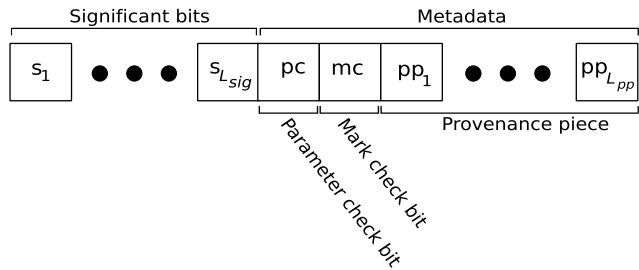 Significant bits Metadata
s1 sLsig pc mc pp1 ppLpp
Provenance piece
Parameter check bit
Mark check bit